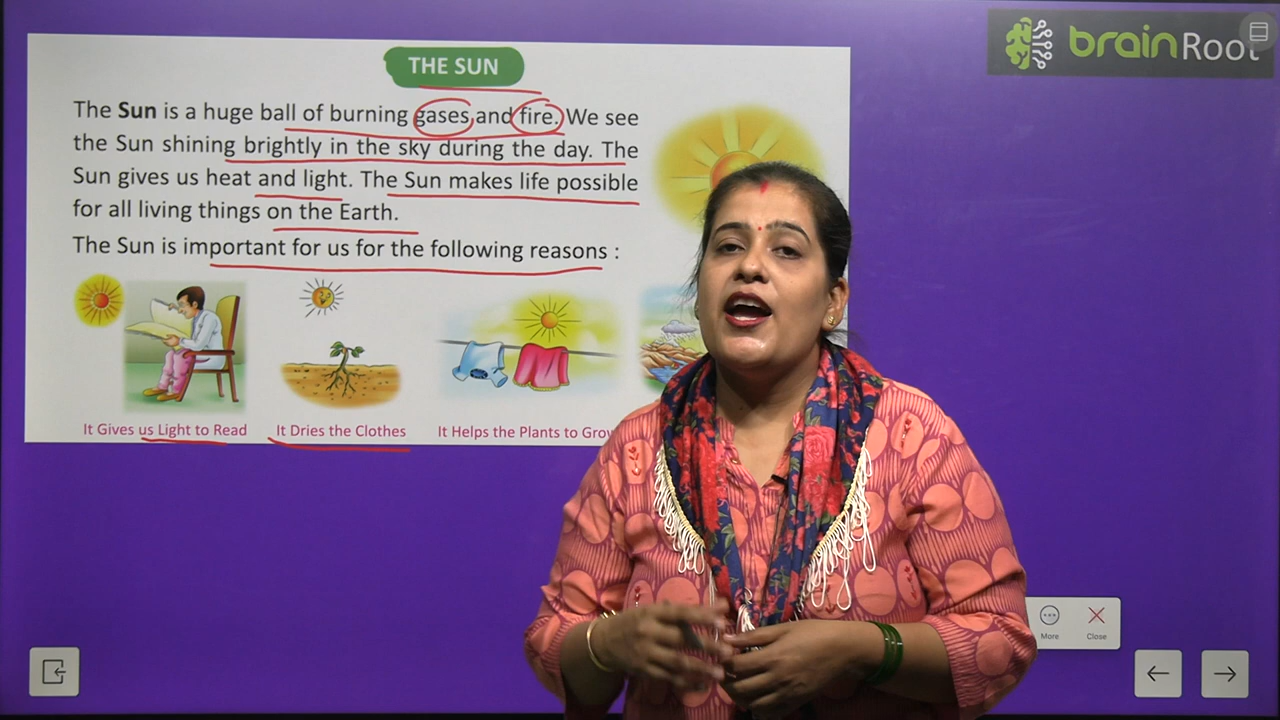 brainRoot
THE SUN
The Sun is a huge ball of burning gases and fire. We see
the Sun shining brightly in the sky during the day. The
Sun gives us heat and light. The Sun makes life possible
for all living things on the Earth.
The Sun is important for us for the following reasons :
It Gives us Light to Read
It Dries the Clothes
It Helps the Plants to Grow
More
Close